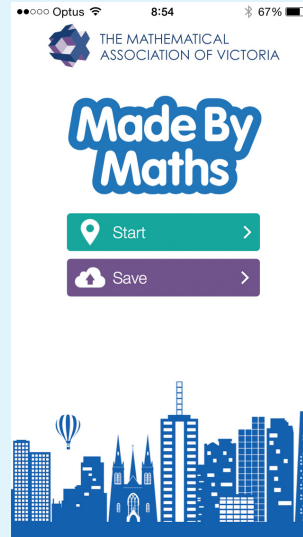 Optus 8:54 67%
THE MATHEMATICAL
ASSOCIATION OF VICTORIA
Made By
Maths
Start
Save